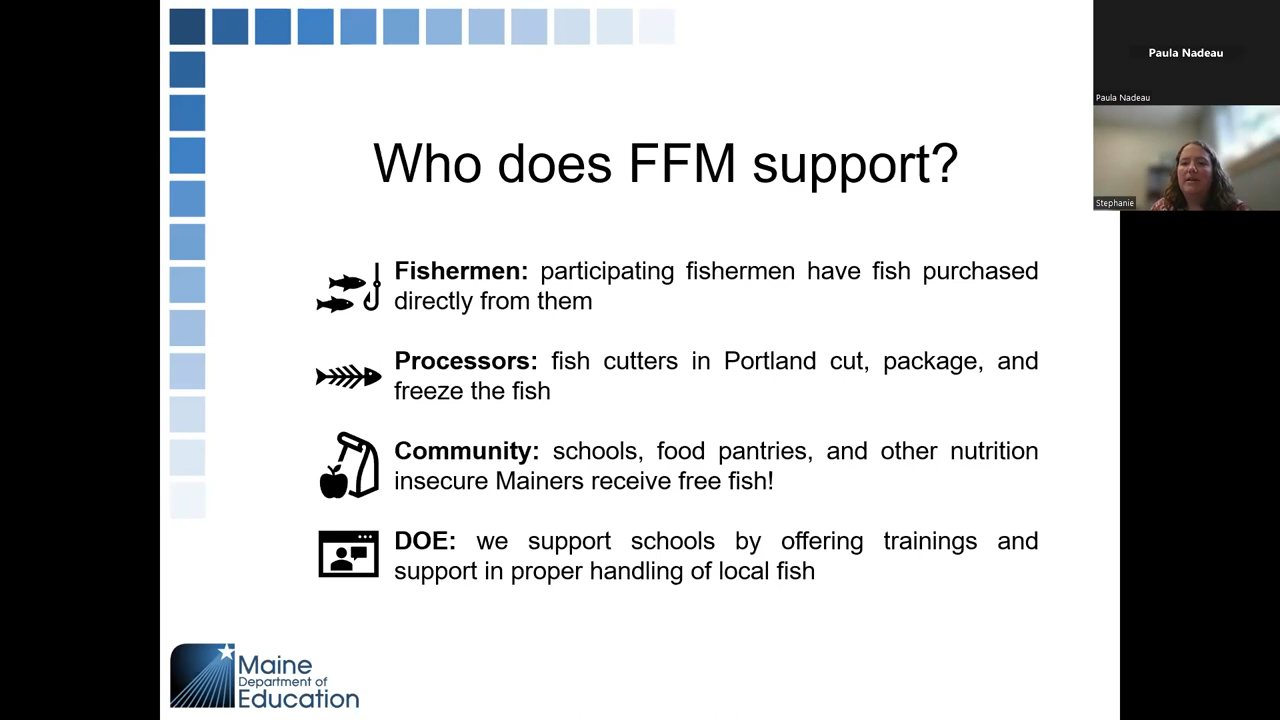 Who does FFM support?
Fishermen: participating fishermen have fish purchased
directly from them
Processors: fish cutters in Portland cut, package, and
freeze the fish
Community: schools, food pantries, and other nutrition
insecure Mainers receive free fish!
DOE: we support schools by offering trainings and
support in proper handling of local fish
Maine
Department of
Education
Paula Nadeau
Paula Nadeau
Stephanie